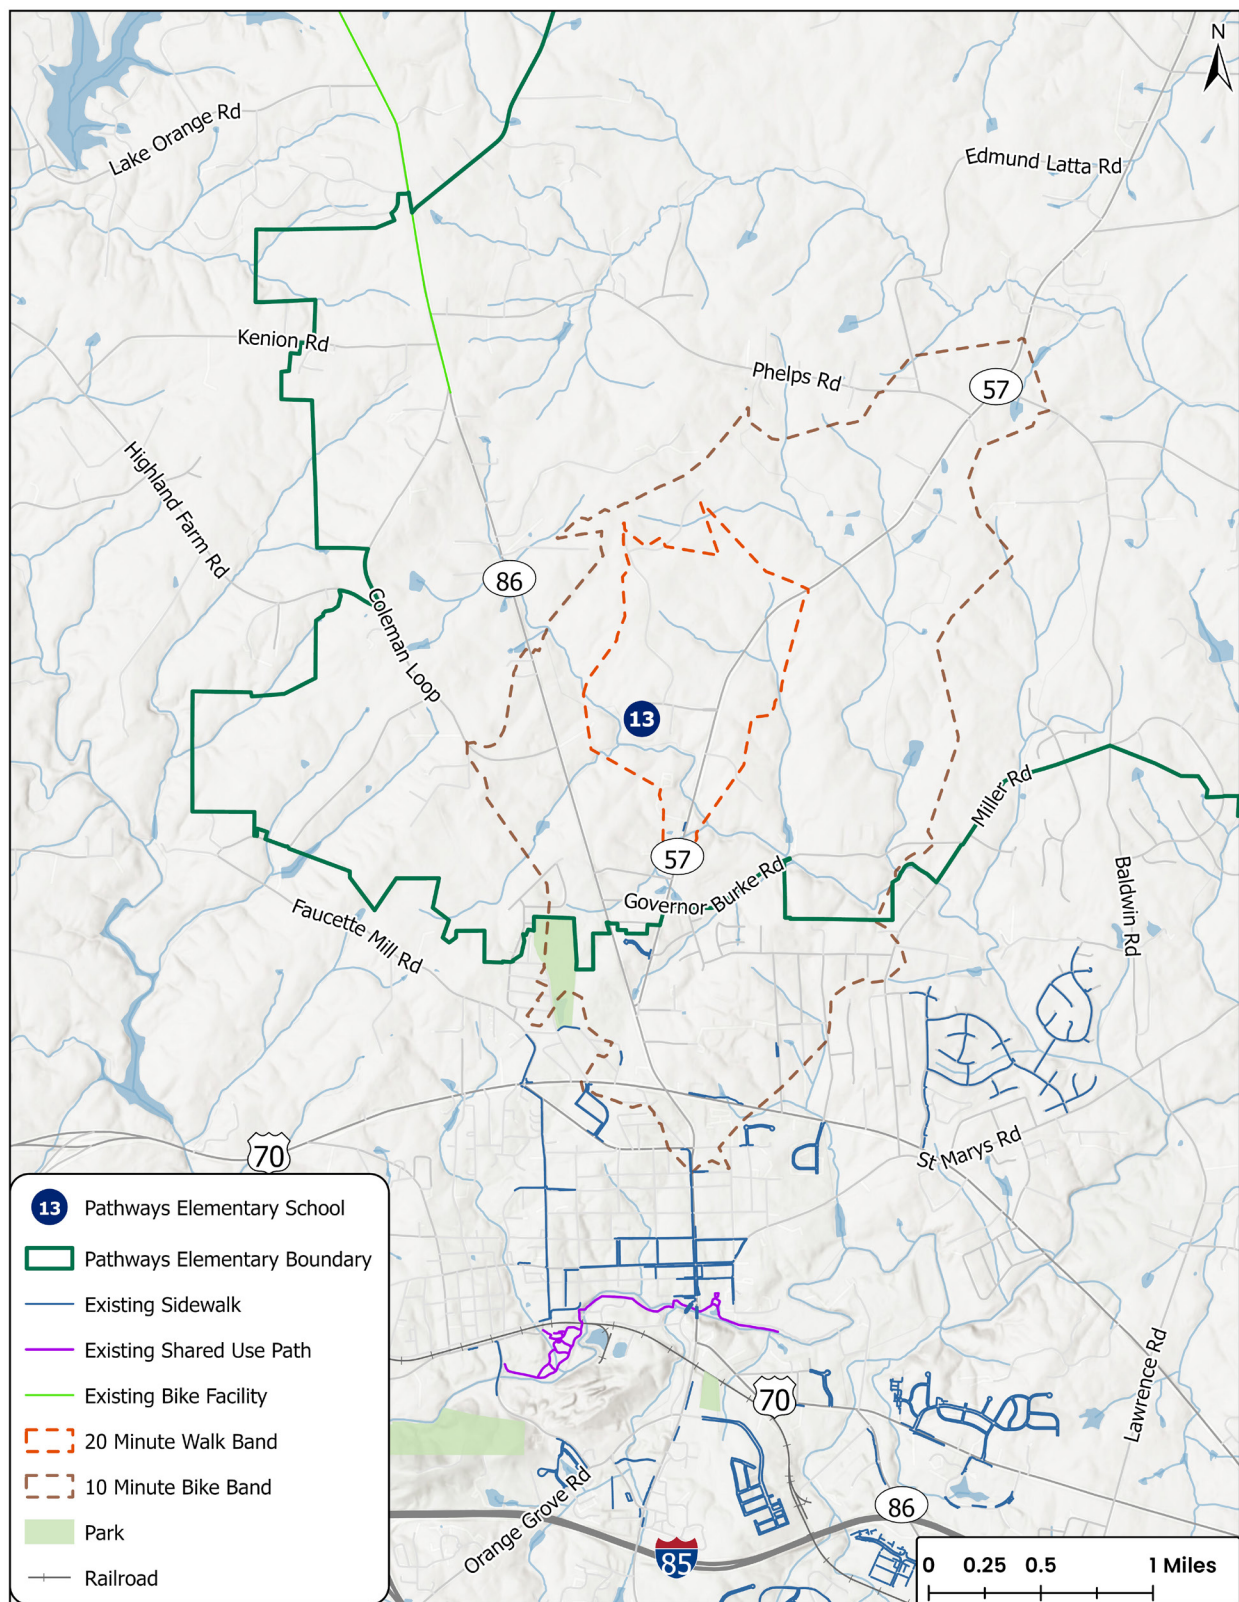 N
Lake Orange Rd
Edmund Latta Rd
Kenion Rd
Phelps Rd
57
Highland Farm Rd
86
Coleman Loop
13
Miller Rd
57
Governor Burke Rd
Baldwin Rd
Faucette Mill Rd
70
St Marys Rd
13 Pathways Elementary School
Pathways Elementary Boundary
Existing Sidewalk
Existing Shared Use Path
Existing Bike Facility
20 Minute Walk Band
10 Minute Bike Band
Park
Railroad
70
Lawrence Rd
Orange Grove Rd
86
85
0 0.25 0.5 1 Miles